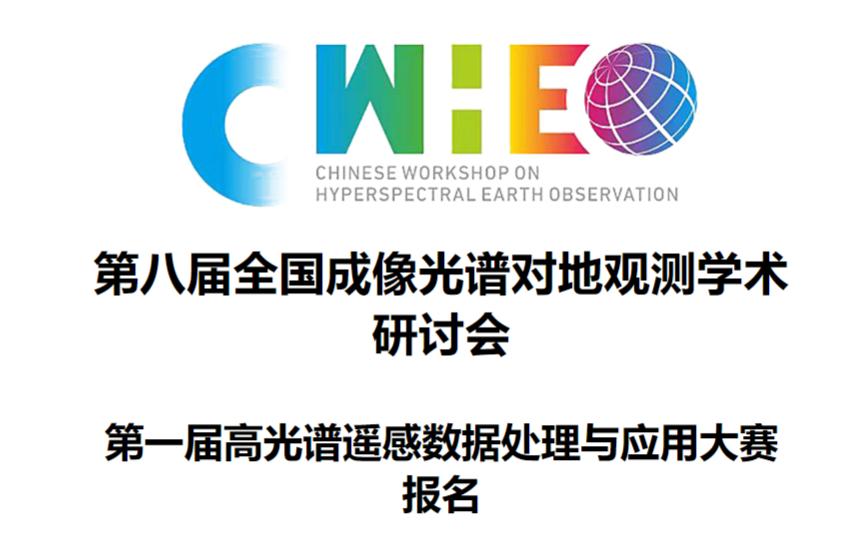 CWHEO
CHINESE WORKSHOP ON
HYPERSPECTRAL EARTH OBSERVATION
第八届全国成像光谱对地观测学术
研讨会
第一届高光谱遥感数据处理与应用大赛
报名